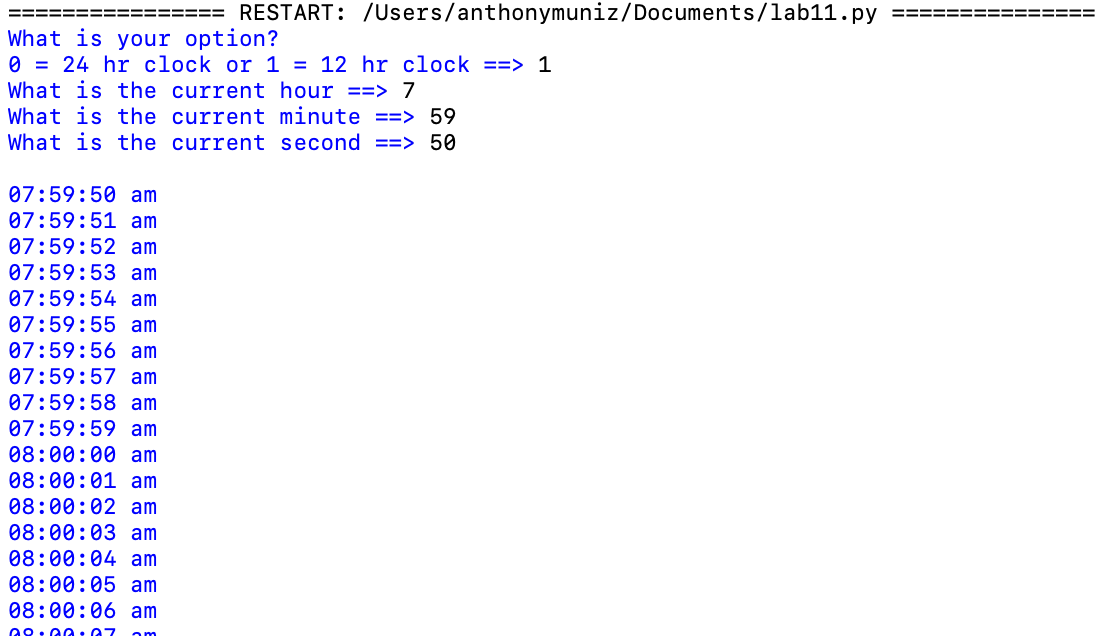 ================ RESTART: /Users/anthonymuniz/Documents/lab11.py ===============
What is your option?
0 = 24 hr clock or 1 = 12 hr clock ==> 1
What is the current hour ==> 7
What is the current minute ==> 59
What is the current second ==> 50
07:59:50 am
07:59:51 am
07:59:52 am
07:59:53 am
07:59:54 am
07:59:55 am
07:59:56 am
07:59:57 am
07:59:58 am
07:59:59 am
08:00:00 am
08:00:01 am
08:00:02 am
08:00:03 am
08:00:04 am
08:00:05 am
08:00:06 am
08:00:07 am